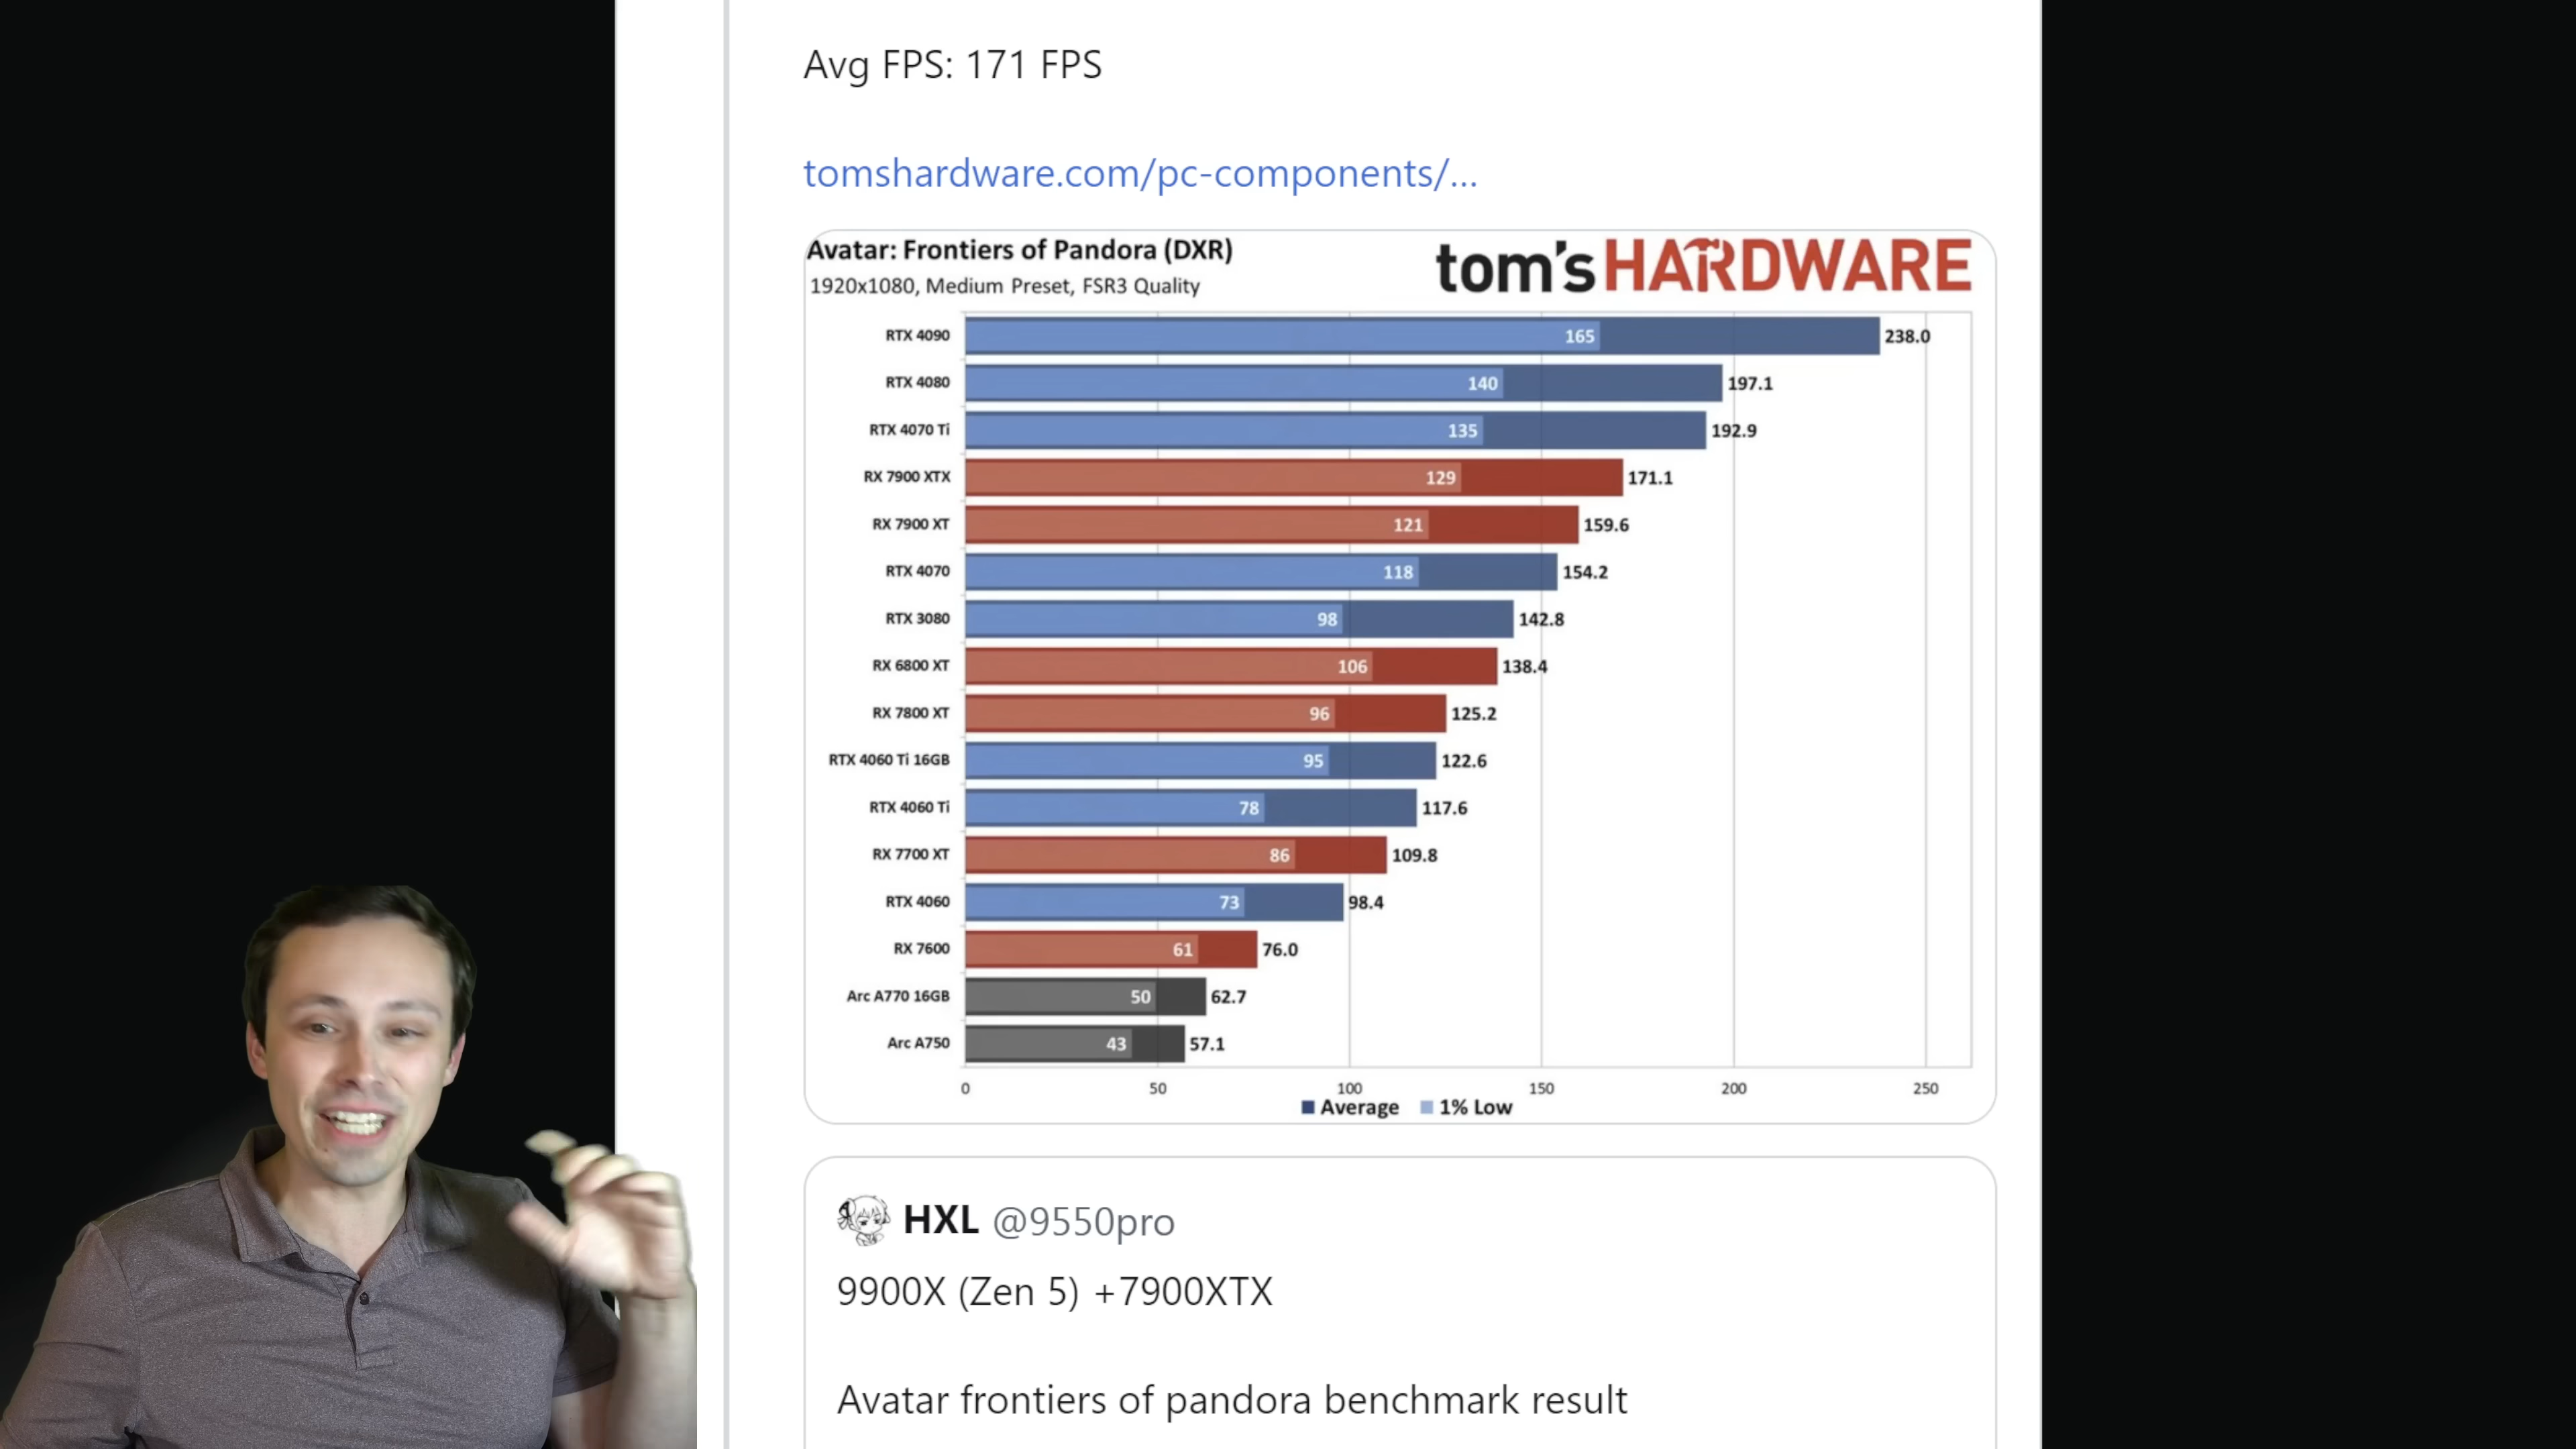 Avg FPS: 171 FPS
tomshardware.com/pc-components/...
Avatar: Frontiers of Pandora (DXR)
tom's HARDWARE
1920x1080, Medium Preset, FSR3 Quality
RTX 4090 165 238.0
RTX 4080 140 197.1
RTX 4070 Ti 135 192.9
RX 7900 XTX 129 171.1
RX 7900 XT 121 159.6
RTX 4070 118 154.2
RTX 3080 98 142.8
RX 6800 XT 106 138.4
RX 7800 XT 96 125.2
RTX 4060 Ti 16GB 95 122.6
RTX 4060 Ti 78 117.6
RX 7700 XT 86 109.8
RTX 4060 73 98.4
RX 7600 61 76.0
Arc A770 16GB 50 62.7
Arc A750 43 57.1
0 50 100 150 200 250
Average 1% Low
HXL @9550pro
9900X (Zen 5) +7900XTX
Avatar frontiers of pandora benchmark result